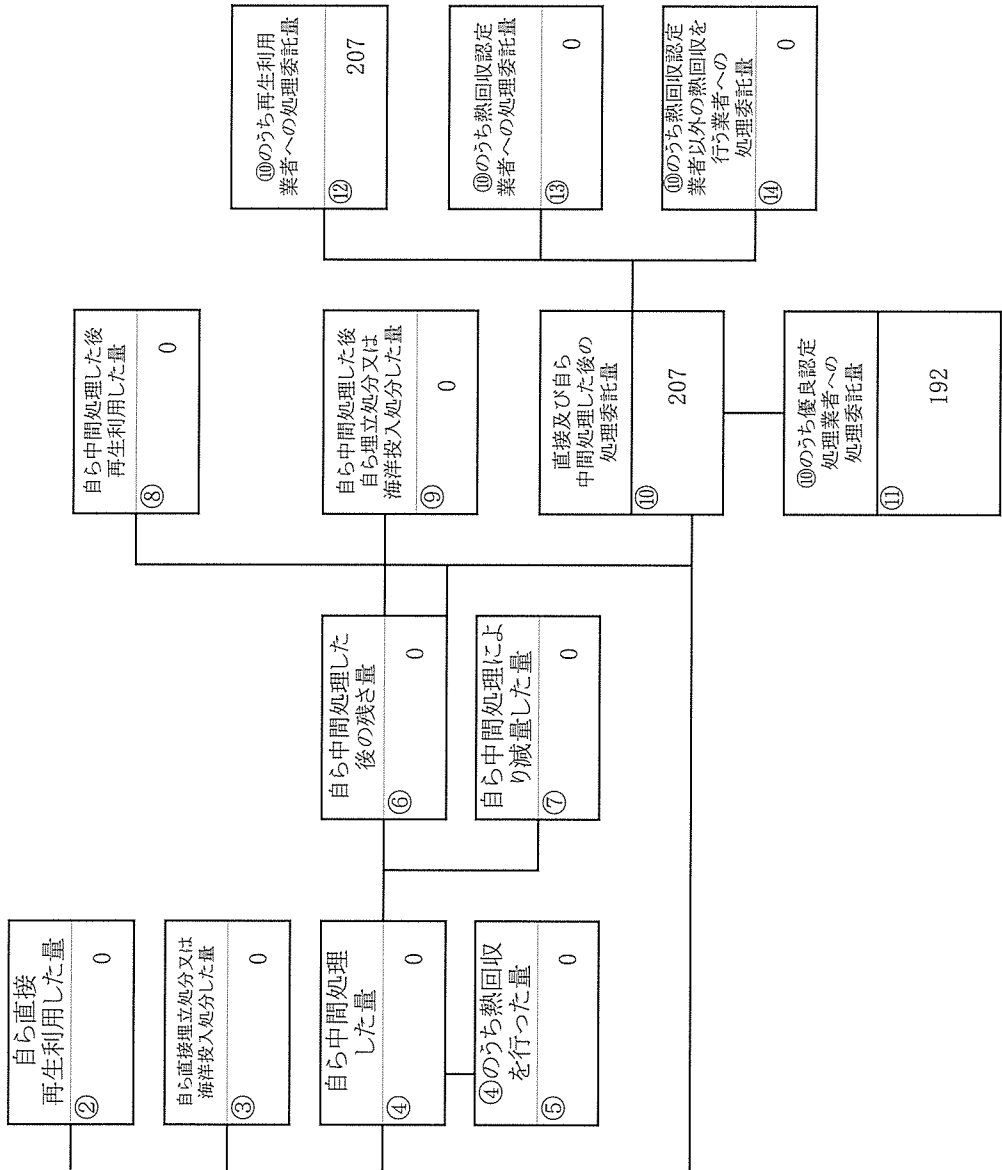 自ら直接
再生利用した量
②
0
自ら直接埋立処分又は
海洋投入処分した量
③
0
自ら中間処理
した量
④
0
④のうち熱回収
を行った量
⑤
0
自ら中間処理した
後の残さ量
⑥
0
自ら中間処理によ
り減量した量
⑦
0
自ら中間処理した後
再生利用した量
⑧
0
自ら中間処理した後
自ら埋立処分又は
海洋投入処分した量
⑨
0
直接及び自ら
中間処理した後の
処理委託量
⑩
207
⑩のうち優良認定
処理業者への
処理委託量
⑪
192
⑩のうち再生利用
業者への処理委託量
⑫
207
⑩のうち熱回収認定
業者への処理委託量
⑬
0
⑩のうち熱回収認定
業者以外の熱回収を
行う業者への
処理委託量
⑭
0